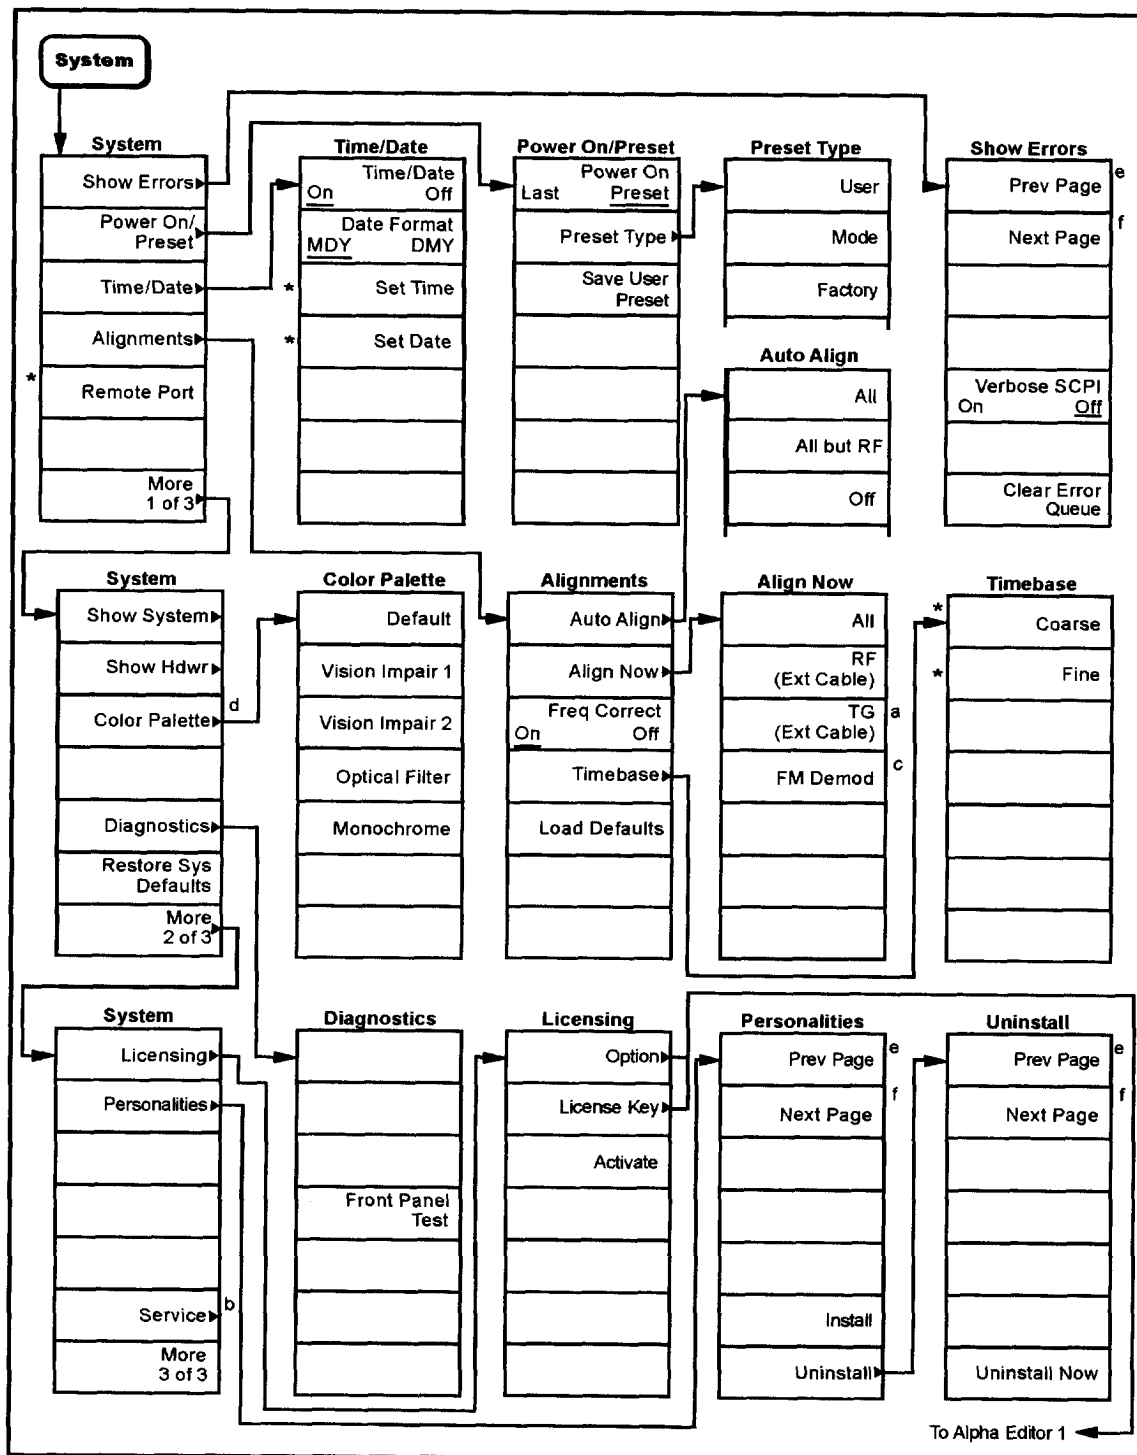 System
System
Show Errors
Power On/
Preset
Time/Date
Alignments
*
Remote Port
More
1 of 3
Time/Date
Time/Date
On Off
Date Format
MDY DMY
* Set Time
* Set Date
Power On/Preset
Power On
Last Preset
Preset Type
Save User
Preset
Preset Type
User
Mode
Factory
Auto Align
All
All but RF
Off
Show Errors
Prev Page e
Next Page f
Verbose SCPI
On Off
Clear Error
Queue
System
Show System
Show Hdwr
Color Palette d
Diagnostics
Restore Sys
Defaults
More
2 of 3
Color Palette
Default
Vision Impair 1
Vision Impair 2
Optical Filter
Monochrome
Alignments
Auto Align
Align Now
Freq Correct
On Off
Timebase
Load Defaults
Align Now
All
RF
(Ext Cable)
TG a
(Ext Cable)
FM Demod c
Timebase
* Coarse
* Fine
System
Licensing
Personalities
Service b
More
3 of 3
Diagnostics
Front Panel
Test
Licensing
Option
License Key
Activate
Personalities
Prev Page e
Next Page f
Install
Uninstall
Uninstall
Prev Page e
Next Page f
Uninstall Now
To Alpha Editor 1